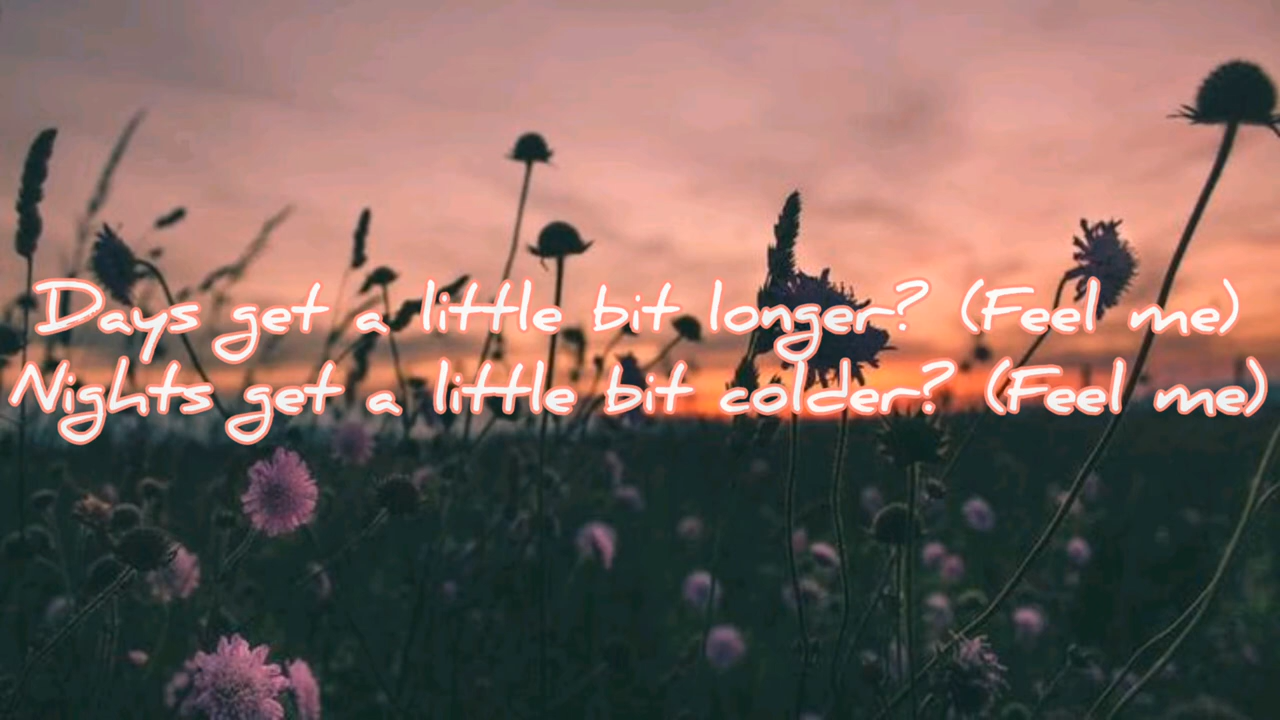 Days get a little bit longer? (Feel me)
Nights get a little bit colder? (Feel me)